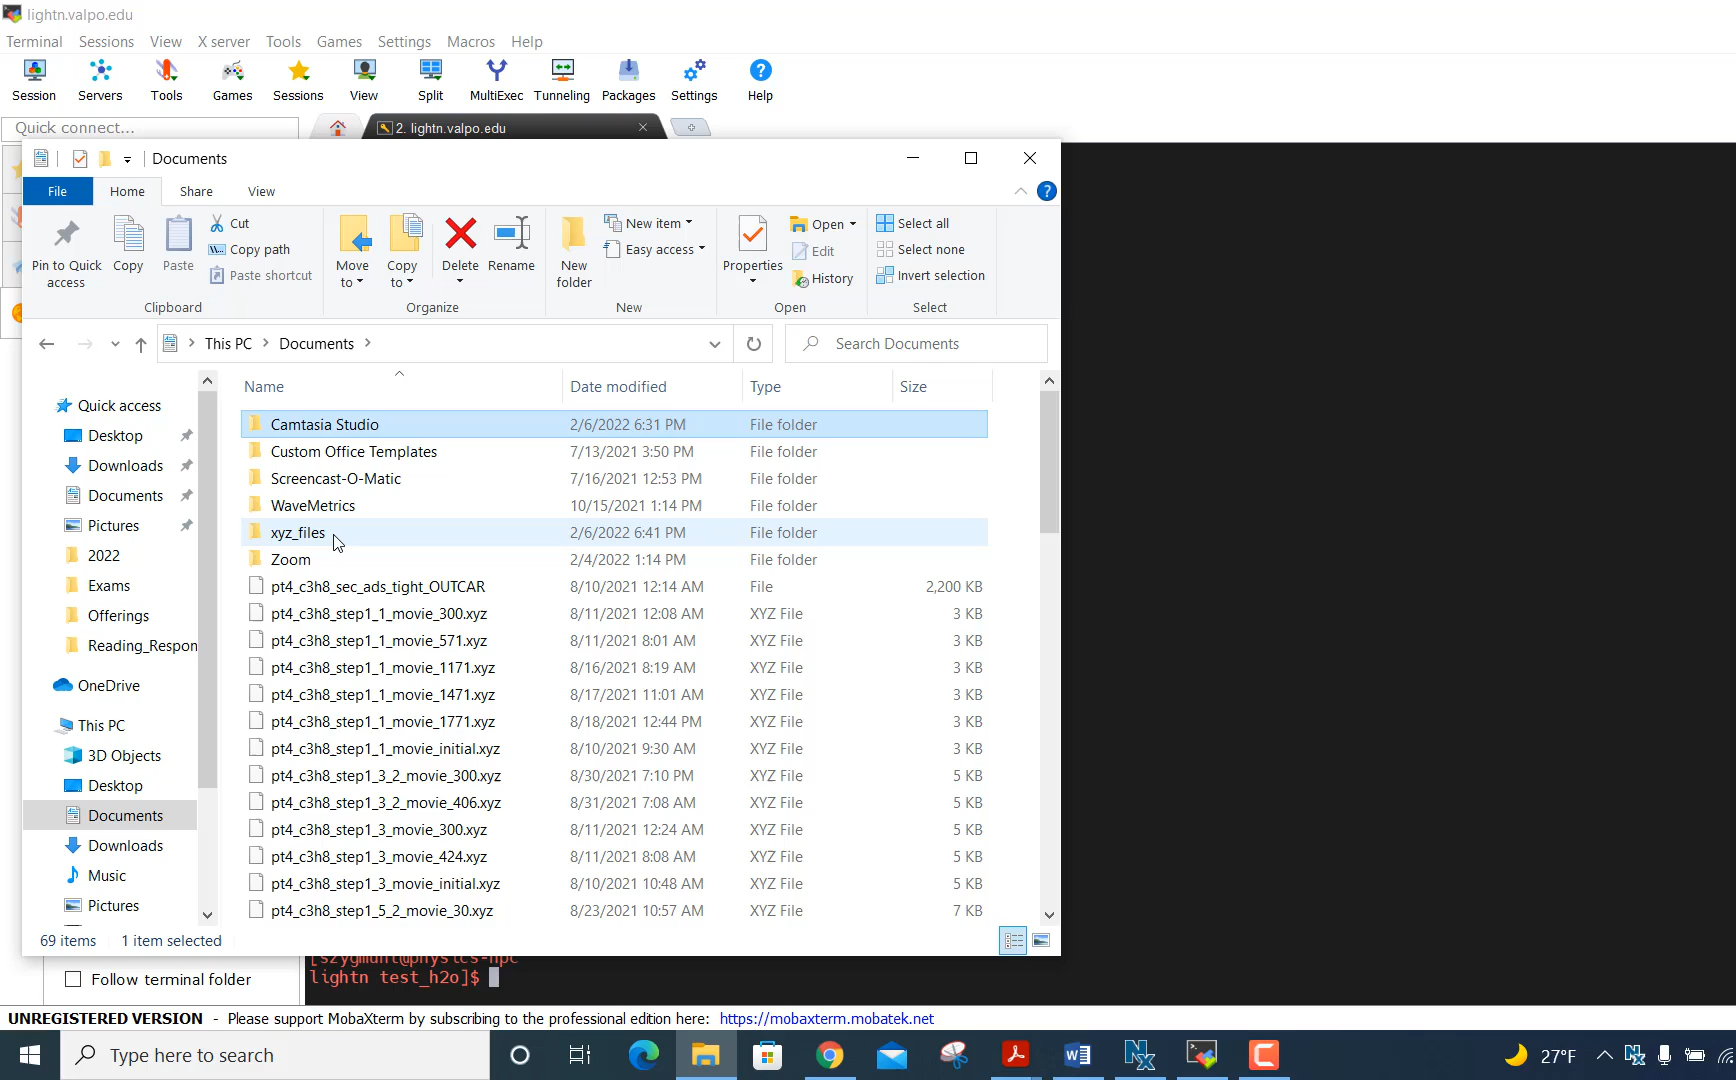 lightn.valpo.edu
Terminal Sessions View X server Tools Games Settings Macros Help
Session Servers Tools Games Sessions View Split MultiExec Tunneling Packages Settings Help
Quick connect...
2. lightn.valpo.edu
Documents
File Home Share View
Pin to Quick access Copy Paste Cut Copy path Paste shortcut
Move to Copy to Delete Rename New folder New item Easy access
Properties Open Edit History Select all Select none Invert selection
Clipboard Organize New Open Select
This PC > Documents > Search Documents
Name Date modified Type Size
Quick access
Desktop
Downloads
Documents
Pictures
2022
Exams
Offerings
Reading_Respon
OneDrive
This PC
3D Objects
Desktop
Documents
Downloads
Music
Pictures
Camtasia Studio 2/6/2022 6:31 PM File folder
Custom Office Templates 7/13/2021 3:50 PM File folder
Screencast-O-Matic 7/16/2021 12:53 PM File folder
WaveMetrics 10/15/2021 1:14 PM File folder
xyz_files 2/6/2022 6:41 PM File folder
Zoom 2/4/2022 1:14 PM File folder
pt4_c3h8_sec_ads_tight_OUTCAR 8/10/2021 12:14 AM File 2,200 KB
pt4_c3h8_step1_1_movie_300.xyz 8/11/2021 12:08 AM XYZ File 3 KB
pt4_c3h8_step1_1_movie_571.xyz 8/11/2021 8:01 AM XYZ File 3 KB
pt4_c3h8_step1_1_movie_1171.xyz 8/16/2021 8:19 AM XYZ File 3 KB
pt4_c3h8_step1_1_movie_1471.xyz 8/17/2021 11:01 AM XYZ File 3 KB
pt4_c3h8_step1_1_movie_1771.xyz 8/18/2021 12:44 PM XYZ File 3 KB
pt4_c3h8_step1_1_movie_initial.xyz 8/10/2021 9:30 AM XYZ File 3 KB
pt4_c3h8_step1_3_2_movie_300.xyz 8/30/2021 7:10 PM XYZ File 5 KB
pt4_c3h8_step1_3_2_movie_406.xyz 8/31/2021 7:08 AM XYZ File 5 KB
pt4_c3h8_step1_3_movie_300.xyz 8/11/2021 12:24 AM XYZ File 5 KB
pt4_c3h8_step1_3_movie_424.xyz 8/11/2021 8:08 AM XYZ File 5 KB
pt4_c3h8_step1_3_movie_initial.xyz 8/10/2021 10:48 AM XYZ File 5 KB
pt4_c3h8_step1_5_2_movie_30.xyz 8/23/2021 10:57 AM XYZ File 7 KB
69 items 1 item selected
Follow terminal folder
[szygmunt@physics-hpc
lightn test_h2o]$
UNREGISTERED VERSION - Please support MobaXterm by subscribing to the professional edition here: https://mobaxterm.mobatek.net
Type here to search
27°F